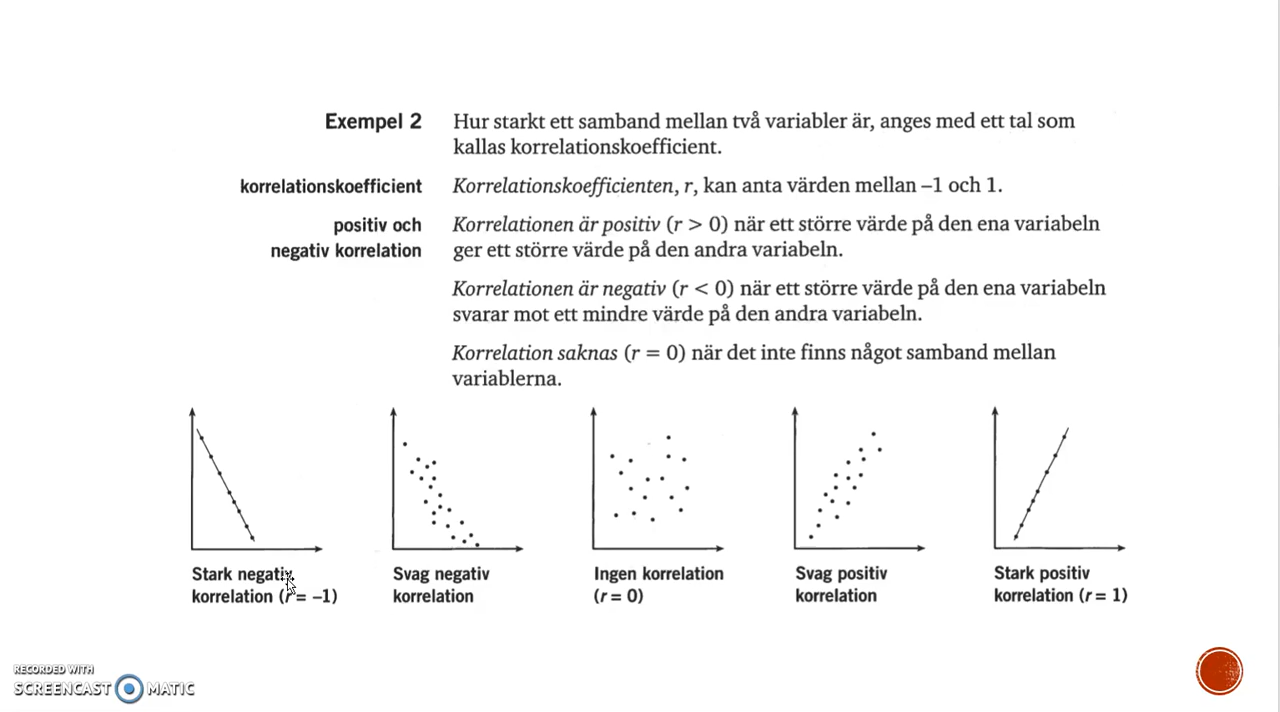 Exempel 2
Hur starkt ett samband mellan två variabler är, anges med ett tal som
kallas korrelationskoefficient.
korrelationskoefficient
Korrelationskoefficienten, r, kan anta värden mellan –1 och 1.
positiv och
negativ korrelation
Korrelationen är positiv (r > 0) när ett större värde på den ena variabeln
ger ett större värde på den andra variabeln.
Korrelationen är negativ (r < 0) när ett större värde på den ena variabeln
svarar mot ett mindre värde på den andra variabeln.
Korrelation saknas (r = 0) när det inte finns något samband mellan
variablerna.
Stark negativ
korrelation (r = –1)
Svag negativ
korrelation
Ingen korrelation
(r = 0)
Svag positiv
korrelation
Stark positiv
korrelation (r = 1)
RECORDED WITH
SCREENCAST MATIC